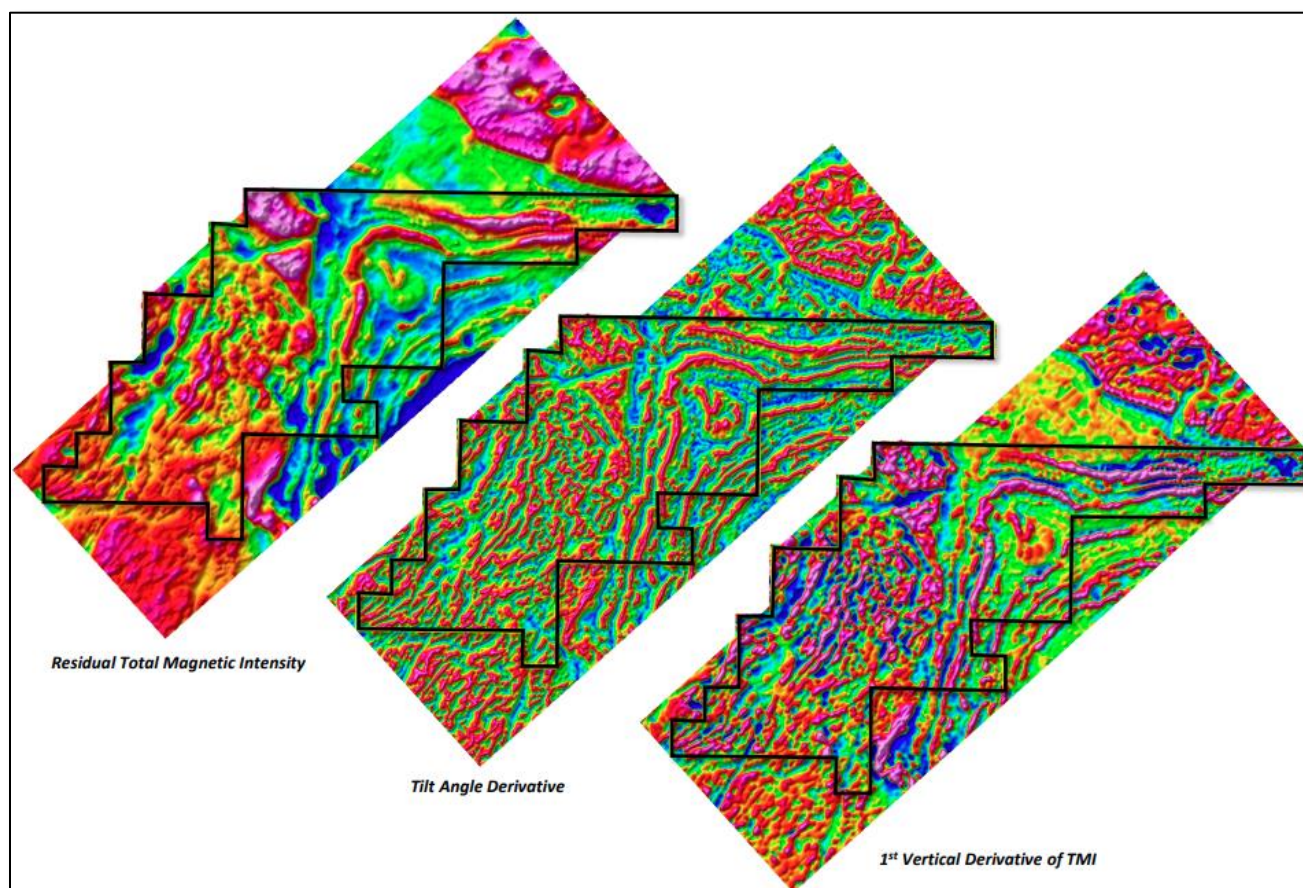 Residual Total Magnetic Intensity
Tilt Angle Derivative
1st Vertical Derivative of TMI